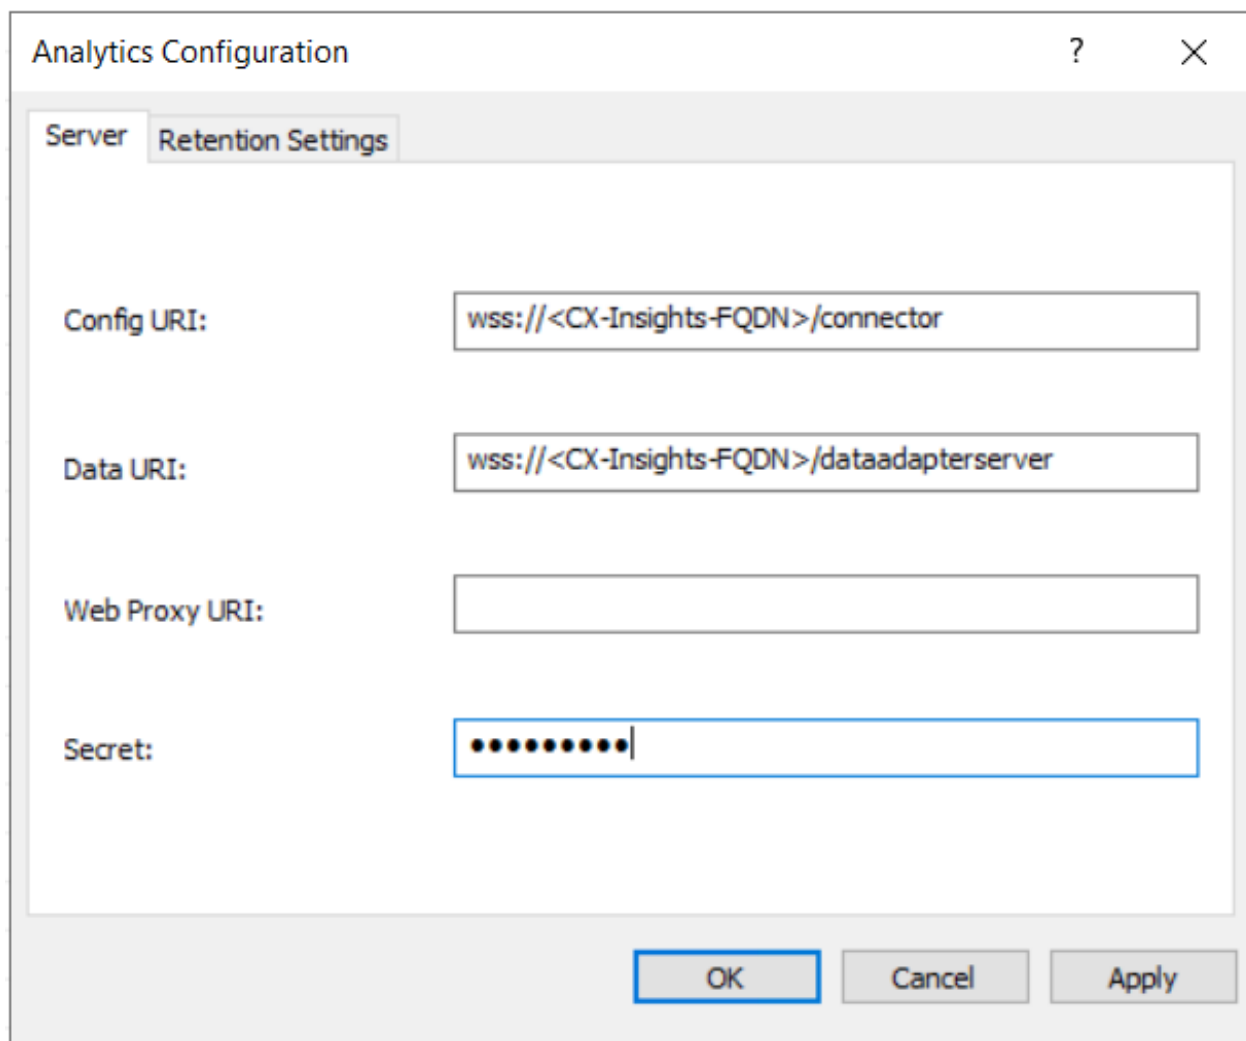 Analytics Configuration
?
Server
Retention Settings
Config URI:
wss://<CX-Insights-FQDN>/connector
Data URI:
wss://<CX-Insights-FQDN>/dataadapterserver
Web Proxy URI:
Secret:
•••••••••
OK
Cancel
Apply